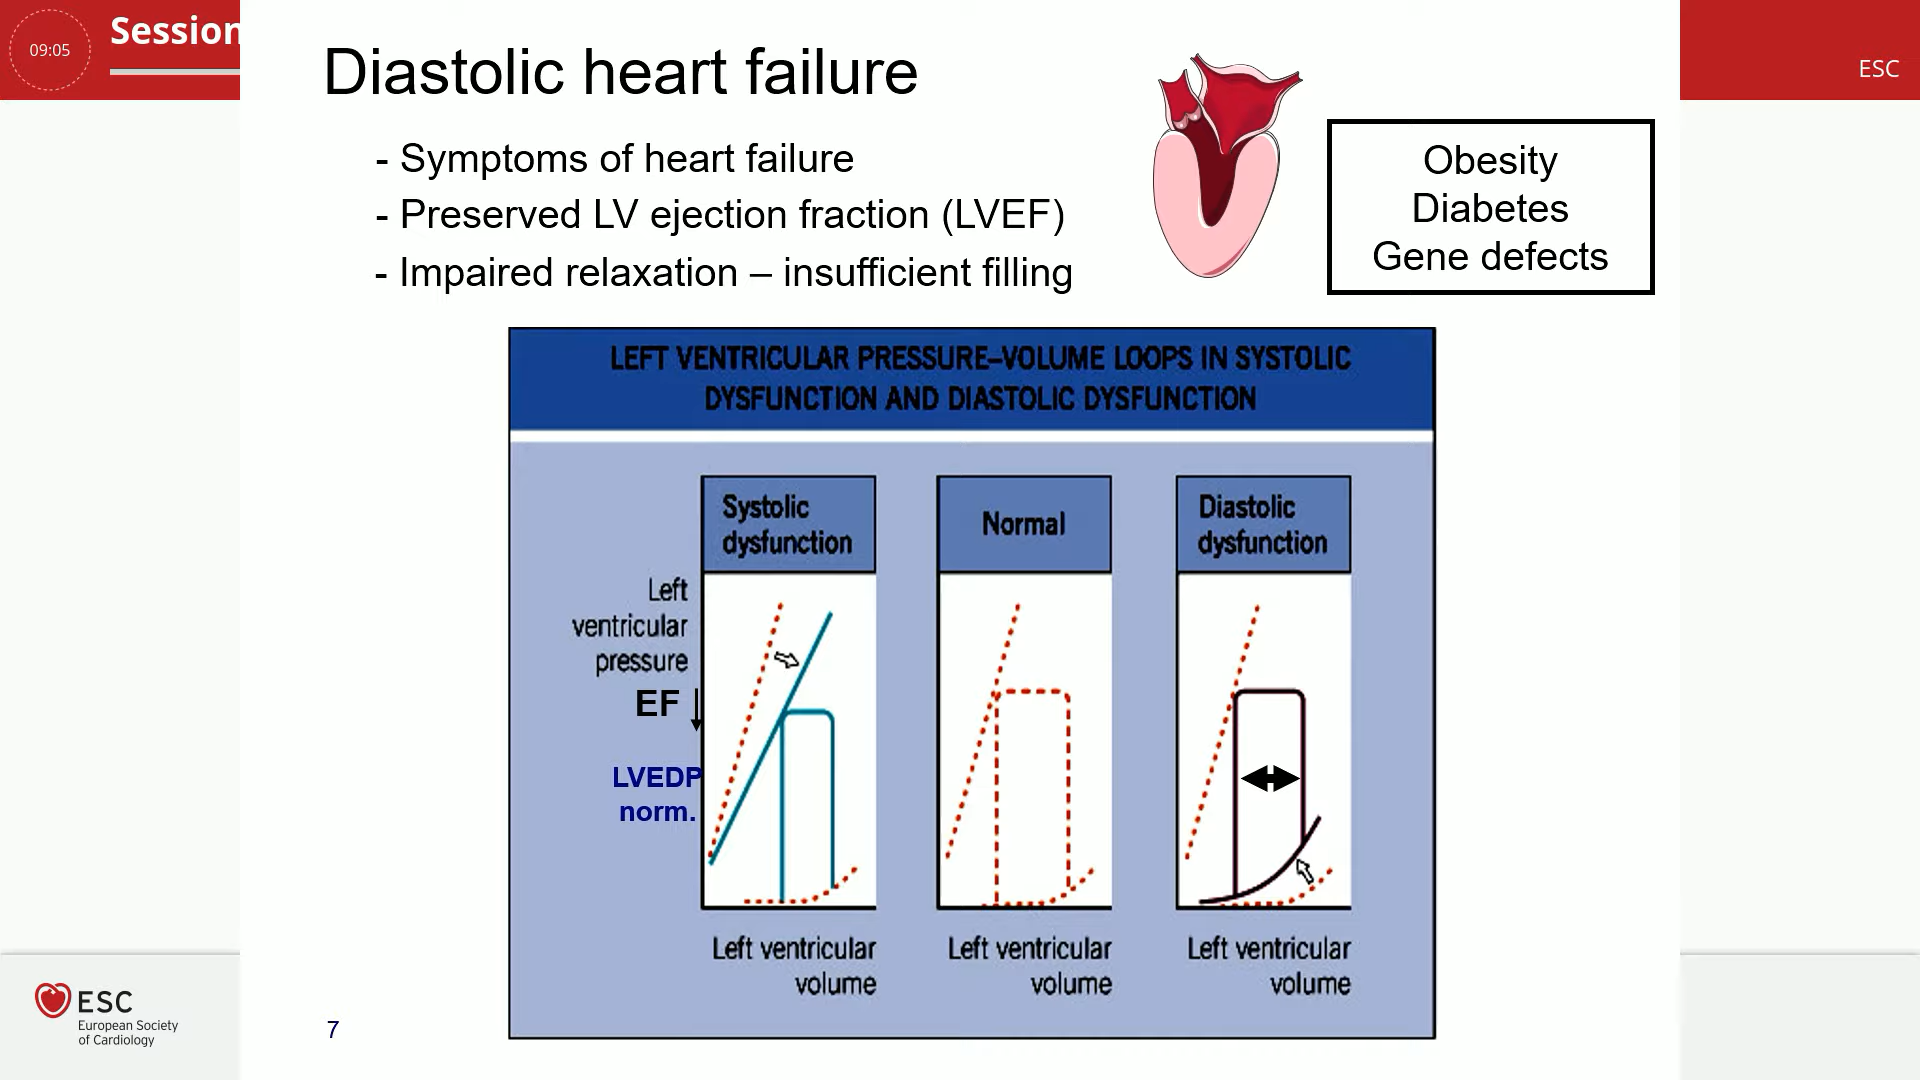 09:05
Session
ESC
Diastolic heart failure
- Symptoms of heart failure
- Preserved LV ejection fraction (LVEF)
- Impaired relaxation – insufficient filling
Obesity
Diabetes
Gene defects
LEFT VENTRICULAR PRESSURE–VOLUME LOOPS IN SYSTOLIC
DYSFUNCTION AND DIASTOLIC DYSFUNCTION
Systolic
dysfunction
Normal
Diastolic
dysfunction
Left
ventricular
pressure
EF
LVEDP
norm.
Left ventricular
volume
Left ventricular
volume
Left ventricular
volume
7
ESC
European Society
of Cardiology